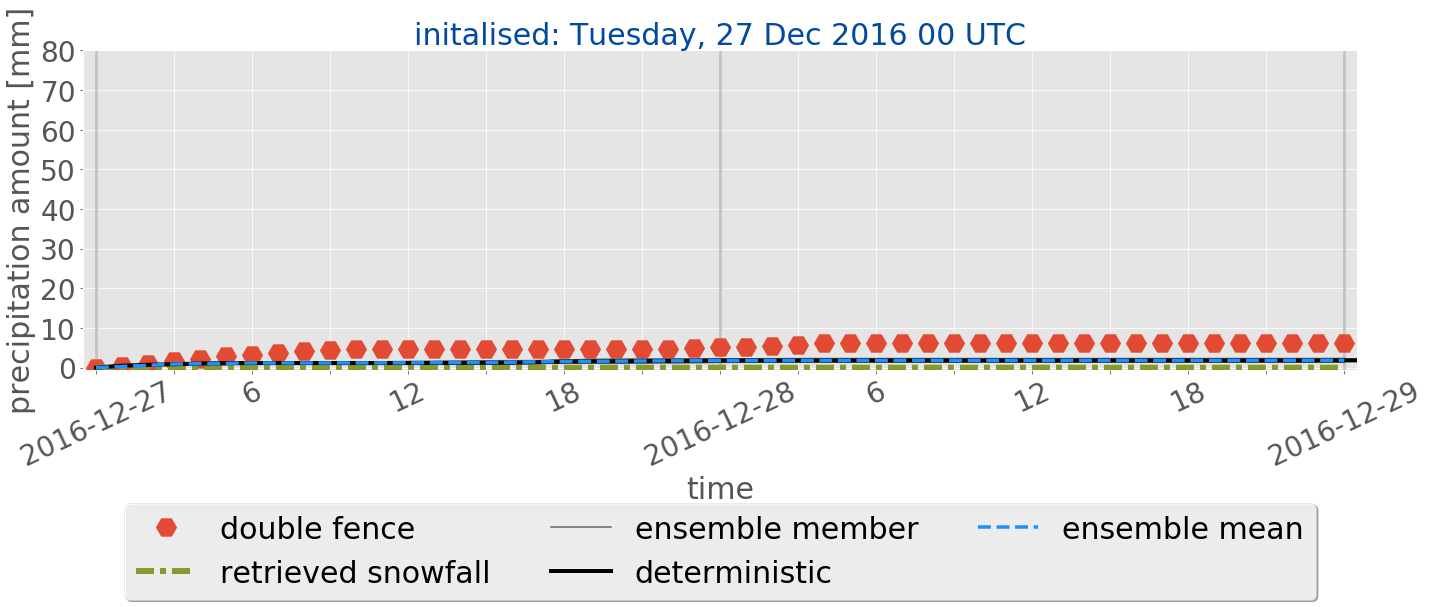 initalised: Tuesday, 27 Dec 2016 00 UTC
precipitation amount [mm]
80
70
60
50
40
30
20
10
0
2016-12-27 6 12 18 2016-12-28 6 12 18 2016-12-29
time
double fence ensemble member ensemble mean
retrieved snowfall deterministic